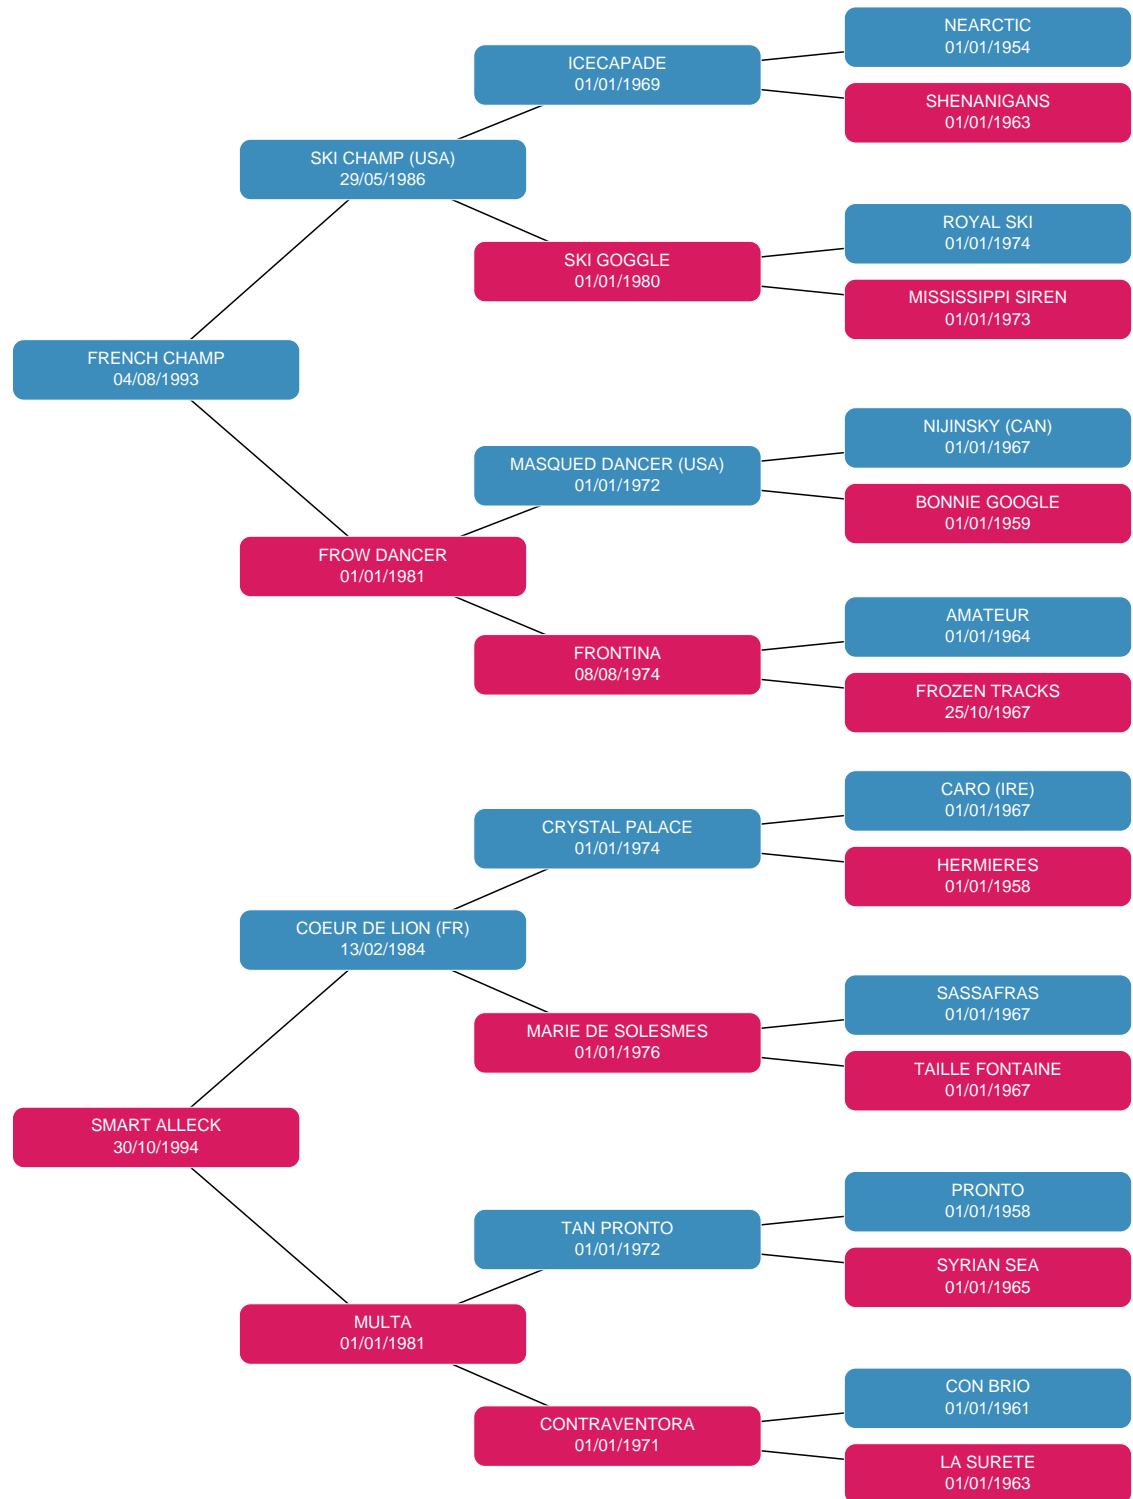 NEARCTIC
01/01/1954
ICECAPADE
01/01/1969
SHENANIGANS
01/01/1963
SKI CHAMP (USA)
29/05/1986
ROYAL SKI
01/01/1974
SKI GOGGLE
01/01/1980
MISSISSIPPI SIREN
01/01/1973
FRENCH CHAMP
04/08/1993
NIJINSKY (CAN)
01/01/1967
MASQUED DANCER (USA)
01/01/1972
BONNIE GOOGLE
01/01/1959
FROW DANCER
01/01/1981
AMATEUR
01/01/1964
FRONTINA
08/08/1974
FROZEN TRACKS
25/10/1967
CARO (IRE)
01/01/1967
CRYSTAL PALACE
01/01/1974
HERMIERES
01/01/1958
COEUR DE LION (FR)
13/02/1984
SASSAFRAS
01/01/1967
MARIE DE SOLESMES
01/01/1976
TAILLE FONTAINE
01/01/1967
SMART ALLECK
30/10/1994
PRONTO
01/01/1958
TAN PRONTO
01/01/1972
SYRIAN SEA
01/01/1965
MULTA
01/01/1981
CON BRIO
01/01/1961
CONTRAVENTORA
01/01/1971
LA SURETE
01/01/1963